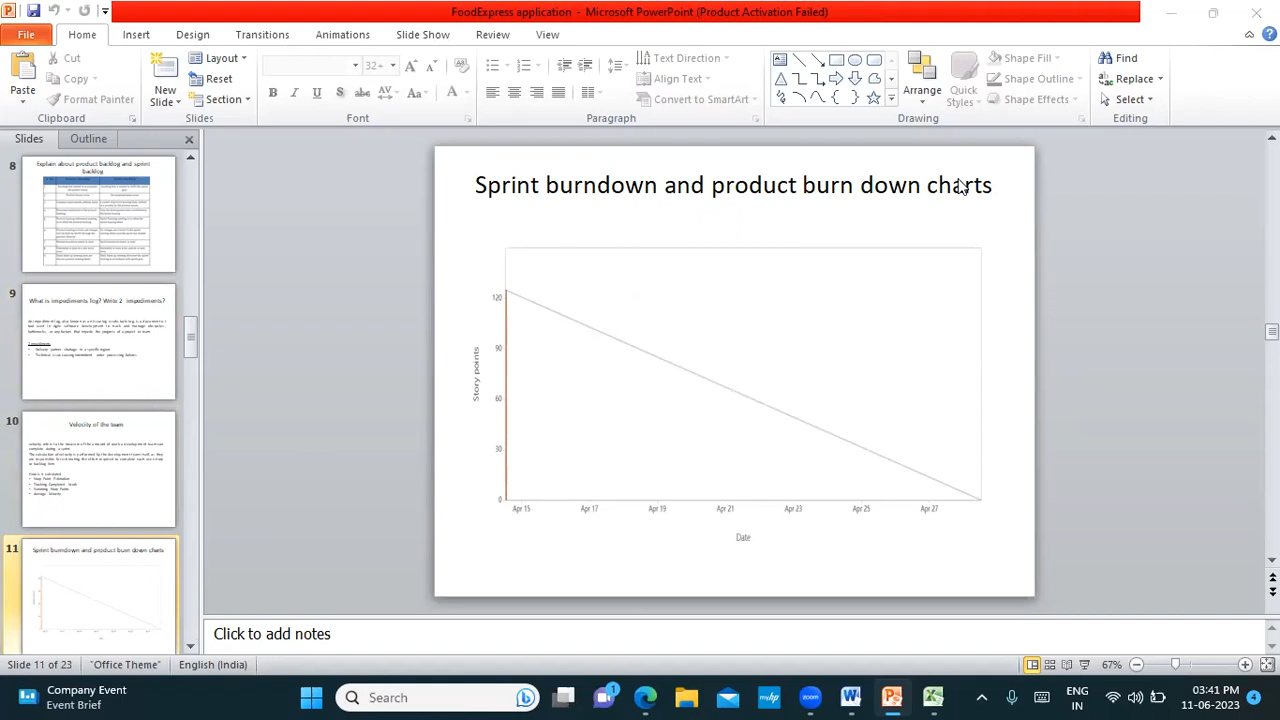 FoodExpress application - Microsoft PowerPoint (Product Activation Failed)
File Home Insert Design Transitions Animations Slide Show Review View
Paste
Cut
Copy
Format Painter
Clipboard
New Slide
Layout
Reset
Section
Slides
32
Font
Text Direction
Align Text
Convert to SmartArt
Paragraph
Arrange
Quick Styles
Shape Fill
Shape Outline
Shape Effects
Drawing
Find
Replace
Select
Editing
Slides Outline
8
Explain about product backlog and sprint
backlog
9
What is impediments log? Write 2 impediments?
10
Velocity of the team
11
Sprint burndown and product burn down charts
Sprint burndown and product burn down charts
120
90
60
30
0
Story points
Apr 15 Apr 17 Apr 19 Apr 21 Apr 23 Apr 25 Apr 27
Date
Click to add notes
Slide 11 of 23 "Office Theme" English (India) 67%
Company Event
Event Brief
Search
1
ENG
IN
03:41 PM
11-06-2023
4